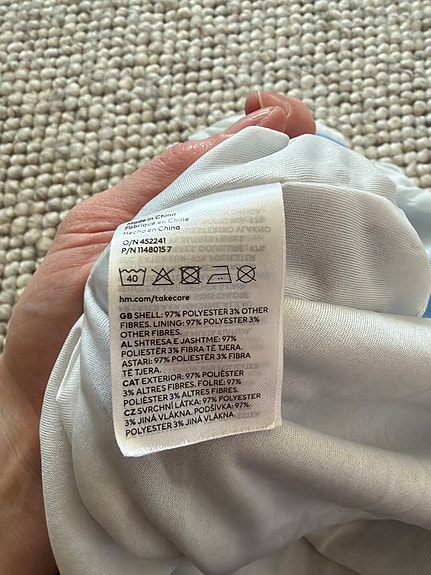 Made in China
Fabriqué en Chine
Hecho en China
O/N 452241
P/N 1148015 7
40
hm.com/takecare
GB SHELL: 97% POLYESTER 3% OTHER
FIBRES, LINING: 97% POLYESTER 3%
OTHER FIBRES.
AL SHTRESA E JASHTME: 97%
POLIESTËR 3% FIBRA TË TJERA.
ASTARI: 97% POLIESTËR 3% FIBRA
TË TJERA.
CAT EXTERIOR: 97% POLIÈSTER
3% ALTRES FIBRES. FOLRE: 97%
POLIÈSTER 3% ALTRES FIBRES.
CZ SVRCHNÍ LÁTKA: 97% POLYESTER
3% JINÁ VLÁKNA. PODŠÍVKA: 97%
POLYESTER 3% JINÁ VLÁKNA.